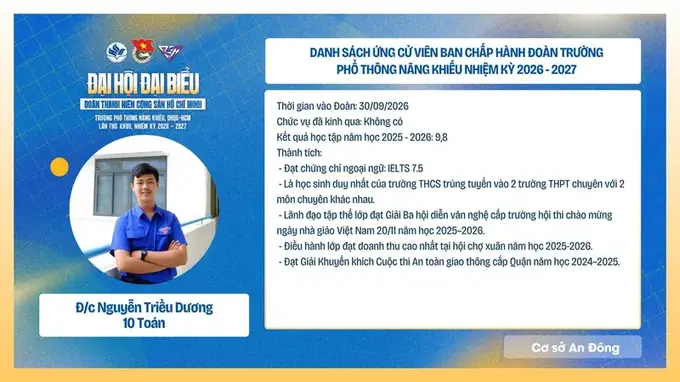 ĐẠI HỘI ĐẠI BIỂU
ĐOÀN THANH NIÊN CỘNG SẢN HỒ CHÍ MINH
TRƯỜNG PHỔ THÔNG NĂNG KHIẾU, ĐHQG-HCM
LẦN THỨ XXXII, NHIỆM KỲ 2026 - 2027
Đ/c Nguyễn Triều Dương
10 Toán
DANH SÁCH ỨNG CỬ VIÊN BAN CHẤP HÀNH ĐOÀN TRƯỜNG
PHỔ THÔNG NĂNG KHIẾU NHIỆM KỲ 2026 - 2027
Thời gian vào Đoàn: 30/09/2026
Chức vụ đã kinh qua: Không có
Kết quả học tập năm học 2025 - 2026: 9,8
Thành tích:
- Đạt chứng chỉ ngoại ngữ: IELTS 7.5
- Là học sinh duy nhất của trường THCS trúng tuyển vào 2 trường THPT chuyên với 2
môn chuyên khác nhau.
- Lãnh đạo tập thể lớp đạt Giải Ba hội diễn văn nghệ cấp trường hội thi chào mừng
ngày nhà giáo Việt Nam 20/11 năm học 2025-2026.
- Điều hành lớp đạt doanh thu cao nhất tại hội chợ xuân năm học 2025-2026.
- Đạt Giải Khuyến khích Cuộc thi An toàn giao thông cấp Quận năm học 2024-2025.
Cơ sở An Đông